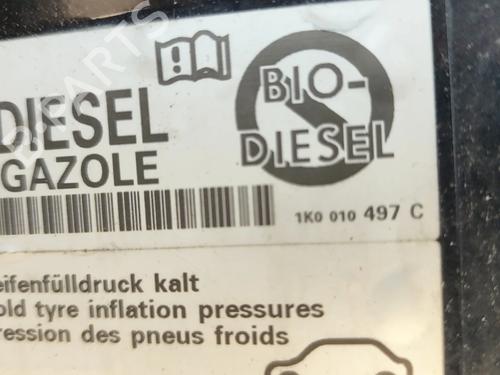 BIO-
DIESEL
DIESEL
GAZOLE
1K0 010 497 C
eifenfülldruck kalt
old tyre inflation pressures
ression des pneus froids